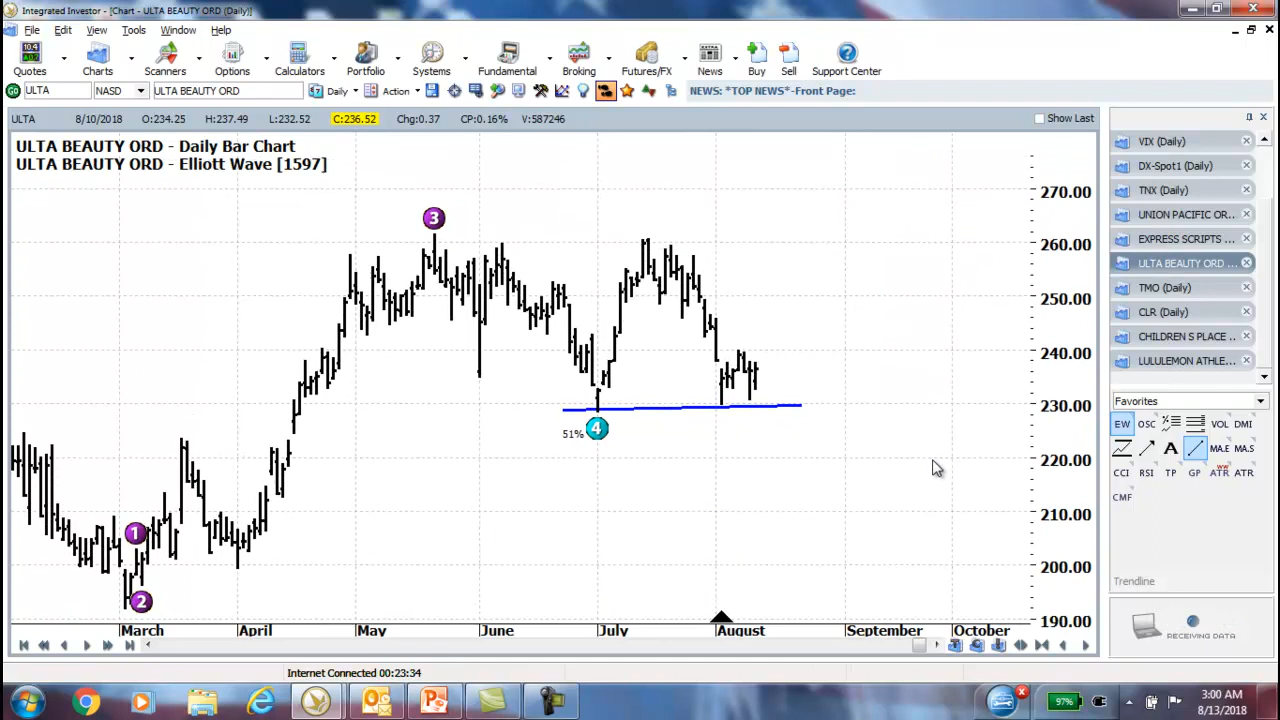 Integrated Investor - [Chart - ULTA BEAUTY ORD (Daily)]
File Edit View Tools Window Help
Quotes Charts Scanners Options Calculators Portfolio Systems Fundamental Broking Futures/FX News Buy Sell Support Center
ULTA NASD ULTA BEAUTY ORD Daily Action NEWS: *TOP NEWS*-Front Page:
ULTA 8/10/2018 O:234.25 H:237.49 L:232.52 C:236.52 Chg:0.37 CP:0.16% V:587246 Show Last
ULTA BEAUTY ORD - Daily Bar Chart
ULTA BEAUTY ORD - Elliott Wave [1597]
270.00
260.00
250.00
240.00
230.00
220.00
210.00
200.00
190.00
3
4
51%
1
2
March April May June July August September October
VIX (Daily)
DX-Spot1 (Daily)
TNX (Daily)
UNION PACIFIC OR...
EXPRESS SCRIPTS ...
ULTA BEAUTY ORD ...
TMO (Daily)
CLR (Daily)
CHILDREN S PLACE ...
LULULEMON ATHLE...
Favorites
EW OSC VOL DMI
A MA.E MA.S
CCI RSI TP GP ATR ATR
CMF
Trendline
RECEIVING DATA
Internet Connected 00:23:34
97%
3:00 AM
8/13/2018